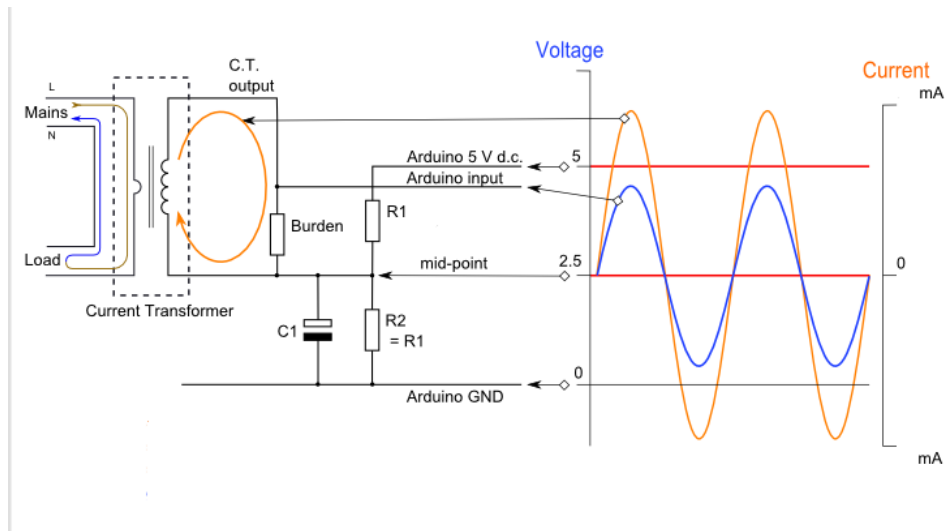 C.T.
output
Voltage
Current
mA
L
Mains
N
Arduino 5 V d.c.
5
Arduino input
R1
Burden
Load
mid-point
2.5
0
Current Transformer
C1
R2
= R1
0
Arduino GND
mA